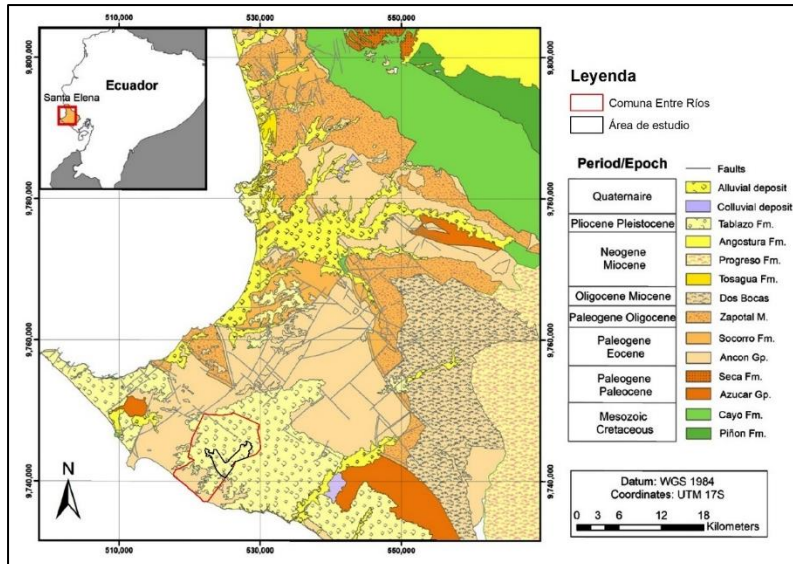 510,000
530,000
550,000
9,800,000
9,800,000
Ecuador
Santa Elena
9,780,000
9,780,000
9,760,000
9,760,000
9,740,000
9,740,000
N
510,000
530,000
550,000
Leyenda
Comuna Entre Ríos
Área de estudio
Period/Epoch
Quaternaire
Pliocene Pleistocene
Neogene
Miocene
Oligocene Miocene
Paleogene Oligocene
Paleogene
Eocene
Paleogene
Paleocene
Mesozoic
Cretaceous
Faults
Alluvial deposit
Colluvial deposit
Tablazo Fm.
Angostura Fm.
Progreso Fm.
Tosagua Fm.
Dos Bocas
Zapotal M.
Socorro Fm.
Ancon Gp.
Seca Fm.
Azucar Gp.
Cayo Fm.
Piñon Fm.
Datum: WGS 1984
Coordinates: UTM 17S
0 3 6 12 18
Kilometers